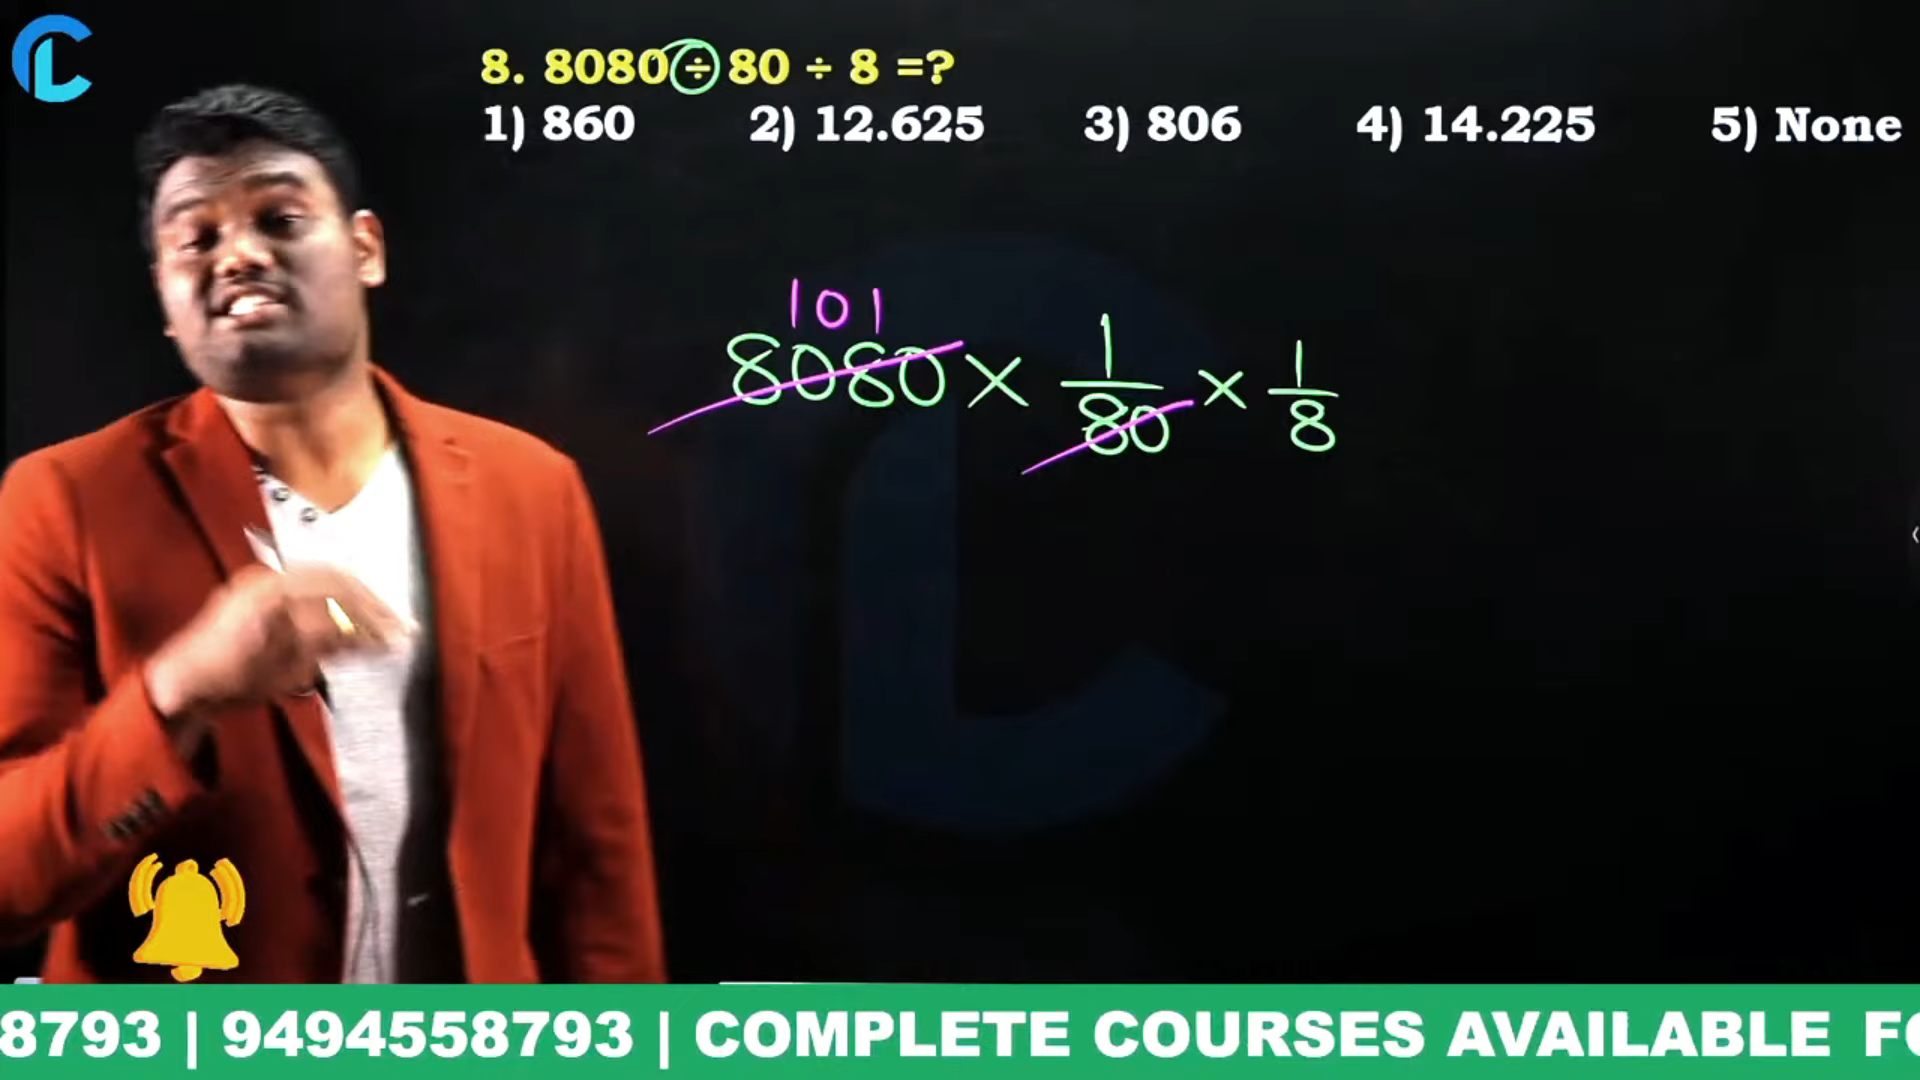 8. 8080 ÷ 80 ÷ 8 =?
1) 860 2) 12.625 3) 806 4) 14.225 5) None
101
8080 × 1/80 × 1/8
8793 | 9494558793 | COMPLETE COURSES AVAILABLE